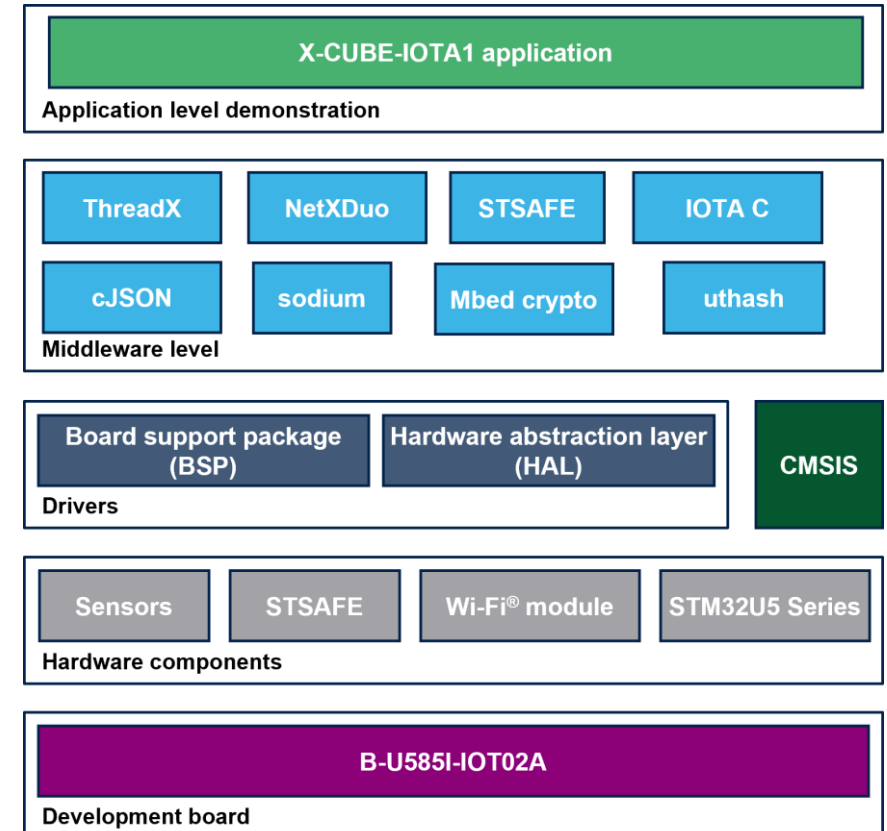 X-CUBE-IOTA1 application
Application level demonstration
ThreadX
NetXDuo
STSAFE
IOTA C
cJSON
sodium
Mbed crypto
uthash
Middleware level
Board support package
(BSP)
Hardware abstraction layer
(HAL)
CMSIS
Drivers
Sensors
STSAFE
Wi-Fi® module
STM32U5 Series
Hardware components
B-U585I-IOT02A
Development board